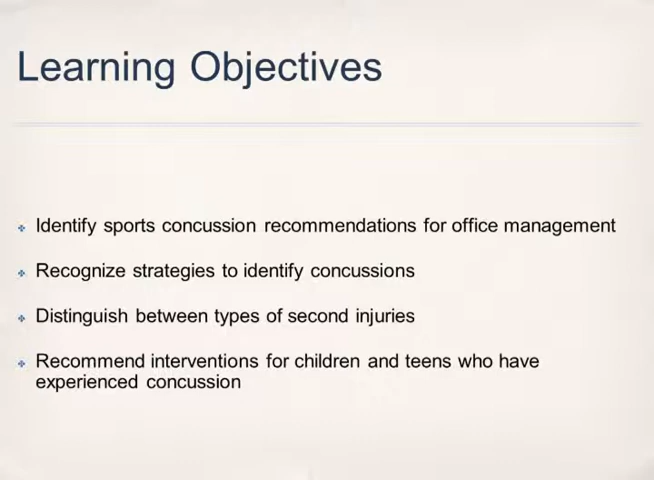 Learning Objectives
Identify sports concussion recommendations for office management
Recognize strategies to identify concussions
Distinguish between types of second injuries
Recommend interventions for children and teens who have
experienced concussion